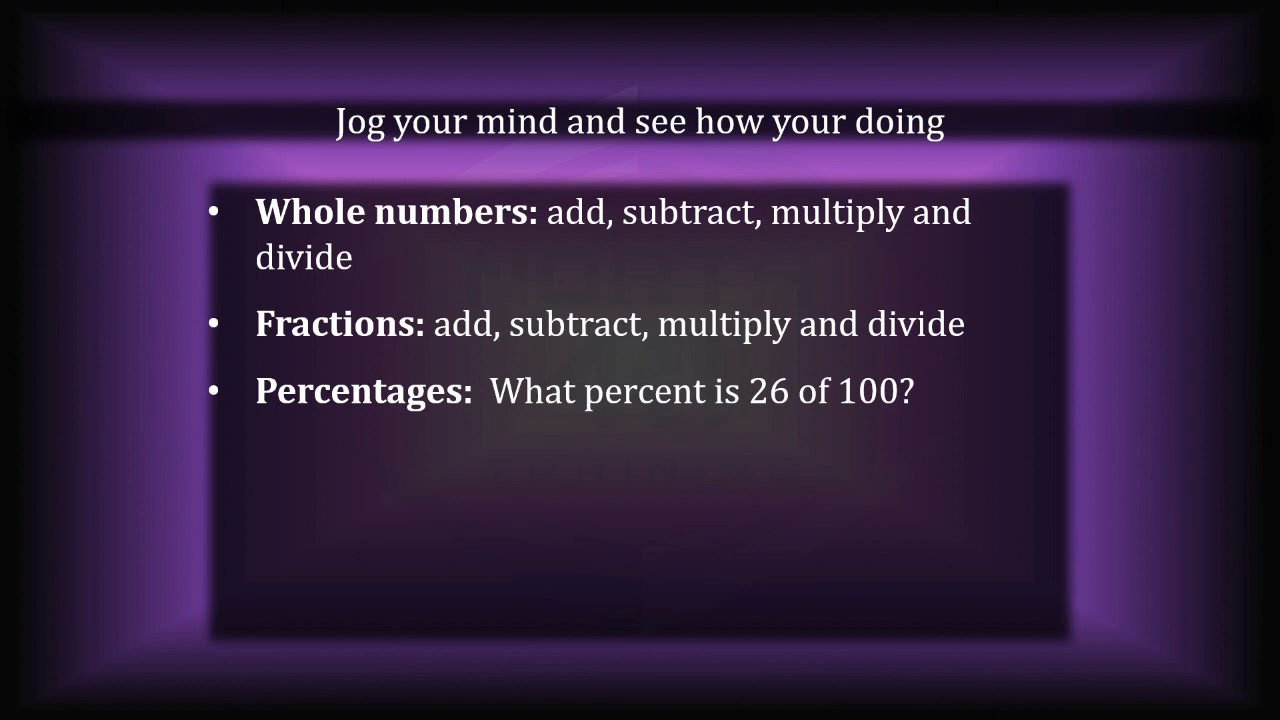 Jog your mind and see how your doing
• Whole numbers: add, subtract, multiply and
divide
• Fractions: add, subtract, multiply and divide
• Percentages:  What percent is 26 of 100?